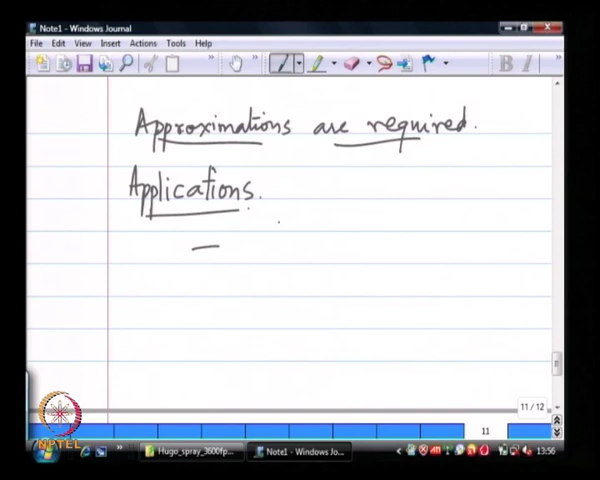 Note1 - Windows Journal
File Edit View Insert Actions Tools Help
B I
Approximations are required.
Applications.
11 / 12
11
NPTEL
Hugo_spray_3600fp...
Note1 - Windows Jo...
13:56